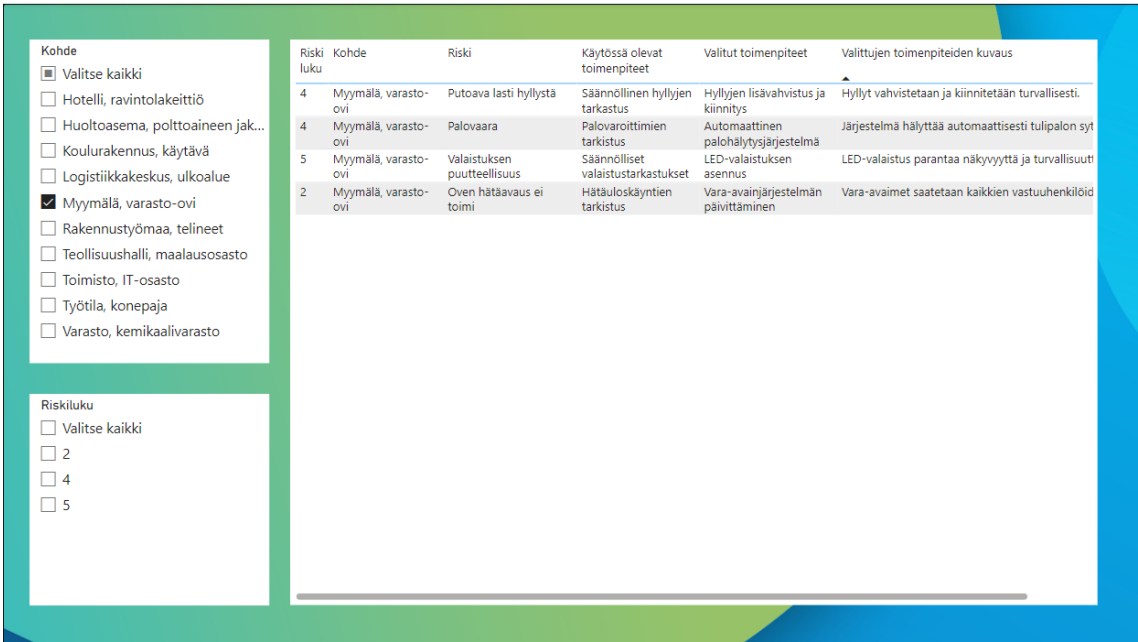 Kohde
Valitse kaikki
Hotelli, ravintolakeittiö
Huoltoasema, polttoaineen jak...
Koulurakennus, käytävä
Logistiikkakeskus, ulkoalue
Myymälä, varasto-ovi
Rakennustyömaa, telineet
Teollisuushalli, maalausosasto
Toimisto, IT-osasto
Työtila, konepaja
Varasto, kemikaalivarasto
Riskiluku
Valitse kaikki
2
4
5
Riski Kohde Riski Käytössä olevat Valitut toimenpiteet Valittujen toimenpiteiden kuvaus
luku toimenpiteet
4 Myymälä, varasto- Putoava lasti hyllystä Säännöllinen hyllyjen Hyllyjen lisävahvistus ja Hyllyt vahvistetaan ja kiinnitetään turvallisesti.
ovi tarkastus kiinnitys
4 Myymälä, varasto- Palovaara Palovaroittimien Automaattinen Järjestelmä hälyttää automaattisesti tulipalon syt
ovi tarkistus palohälytysjärjestelmä
5 Myymälä, varasto- Valaistuksen Säännölliset LED-valaistuksen LED-valaistus parantaa näkyvyyttä ja turvallisuutt
ovi puutteellisuus valaistustarkastukset asennus
2 Myymälä, varasto- Oven hätäavaus ei Hätäuloskäyntien Vara-avainjärjestelmän Vara-avaimet saatetaan kaikkien vastuuhenkilöid
ovi toimi tarkistus päivittäminen